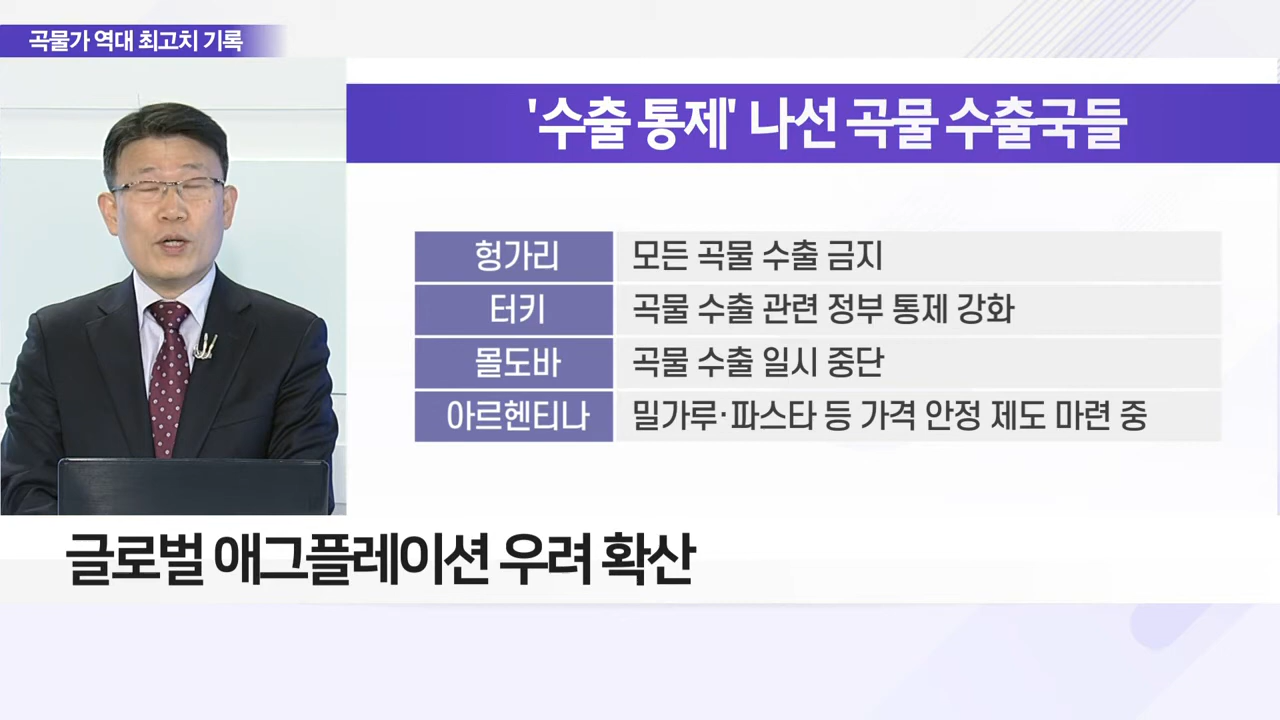 곡물가 역대 최고치 기록
'수출 통제' 나선 곡물 수출국들
헝가리 모든 곡물 수출 금지
터키 곡물 수출 관련 정부 통제 강화
몰도바 곡물 수출 일시 중단
아르헨티나 밀가루·파스타 등 가격 안정 제도 마련 중
글로벌 애그플레이션 우려 확산